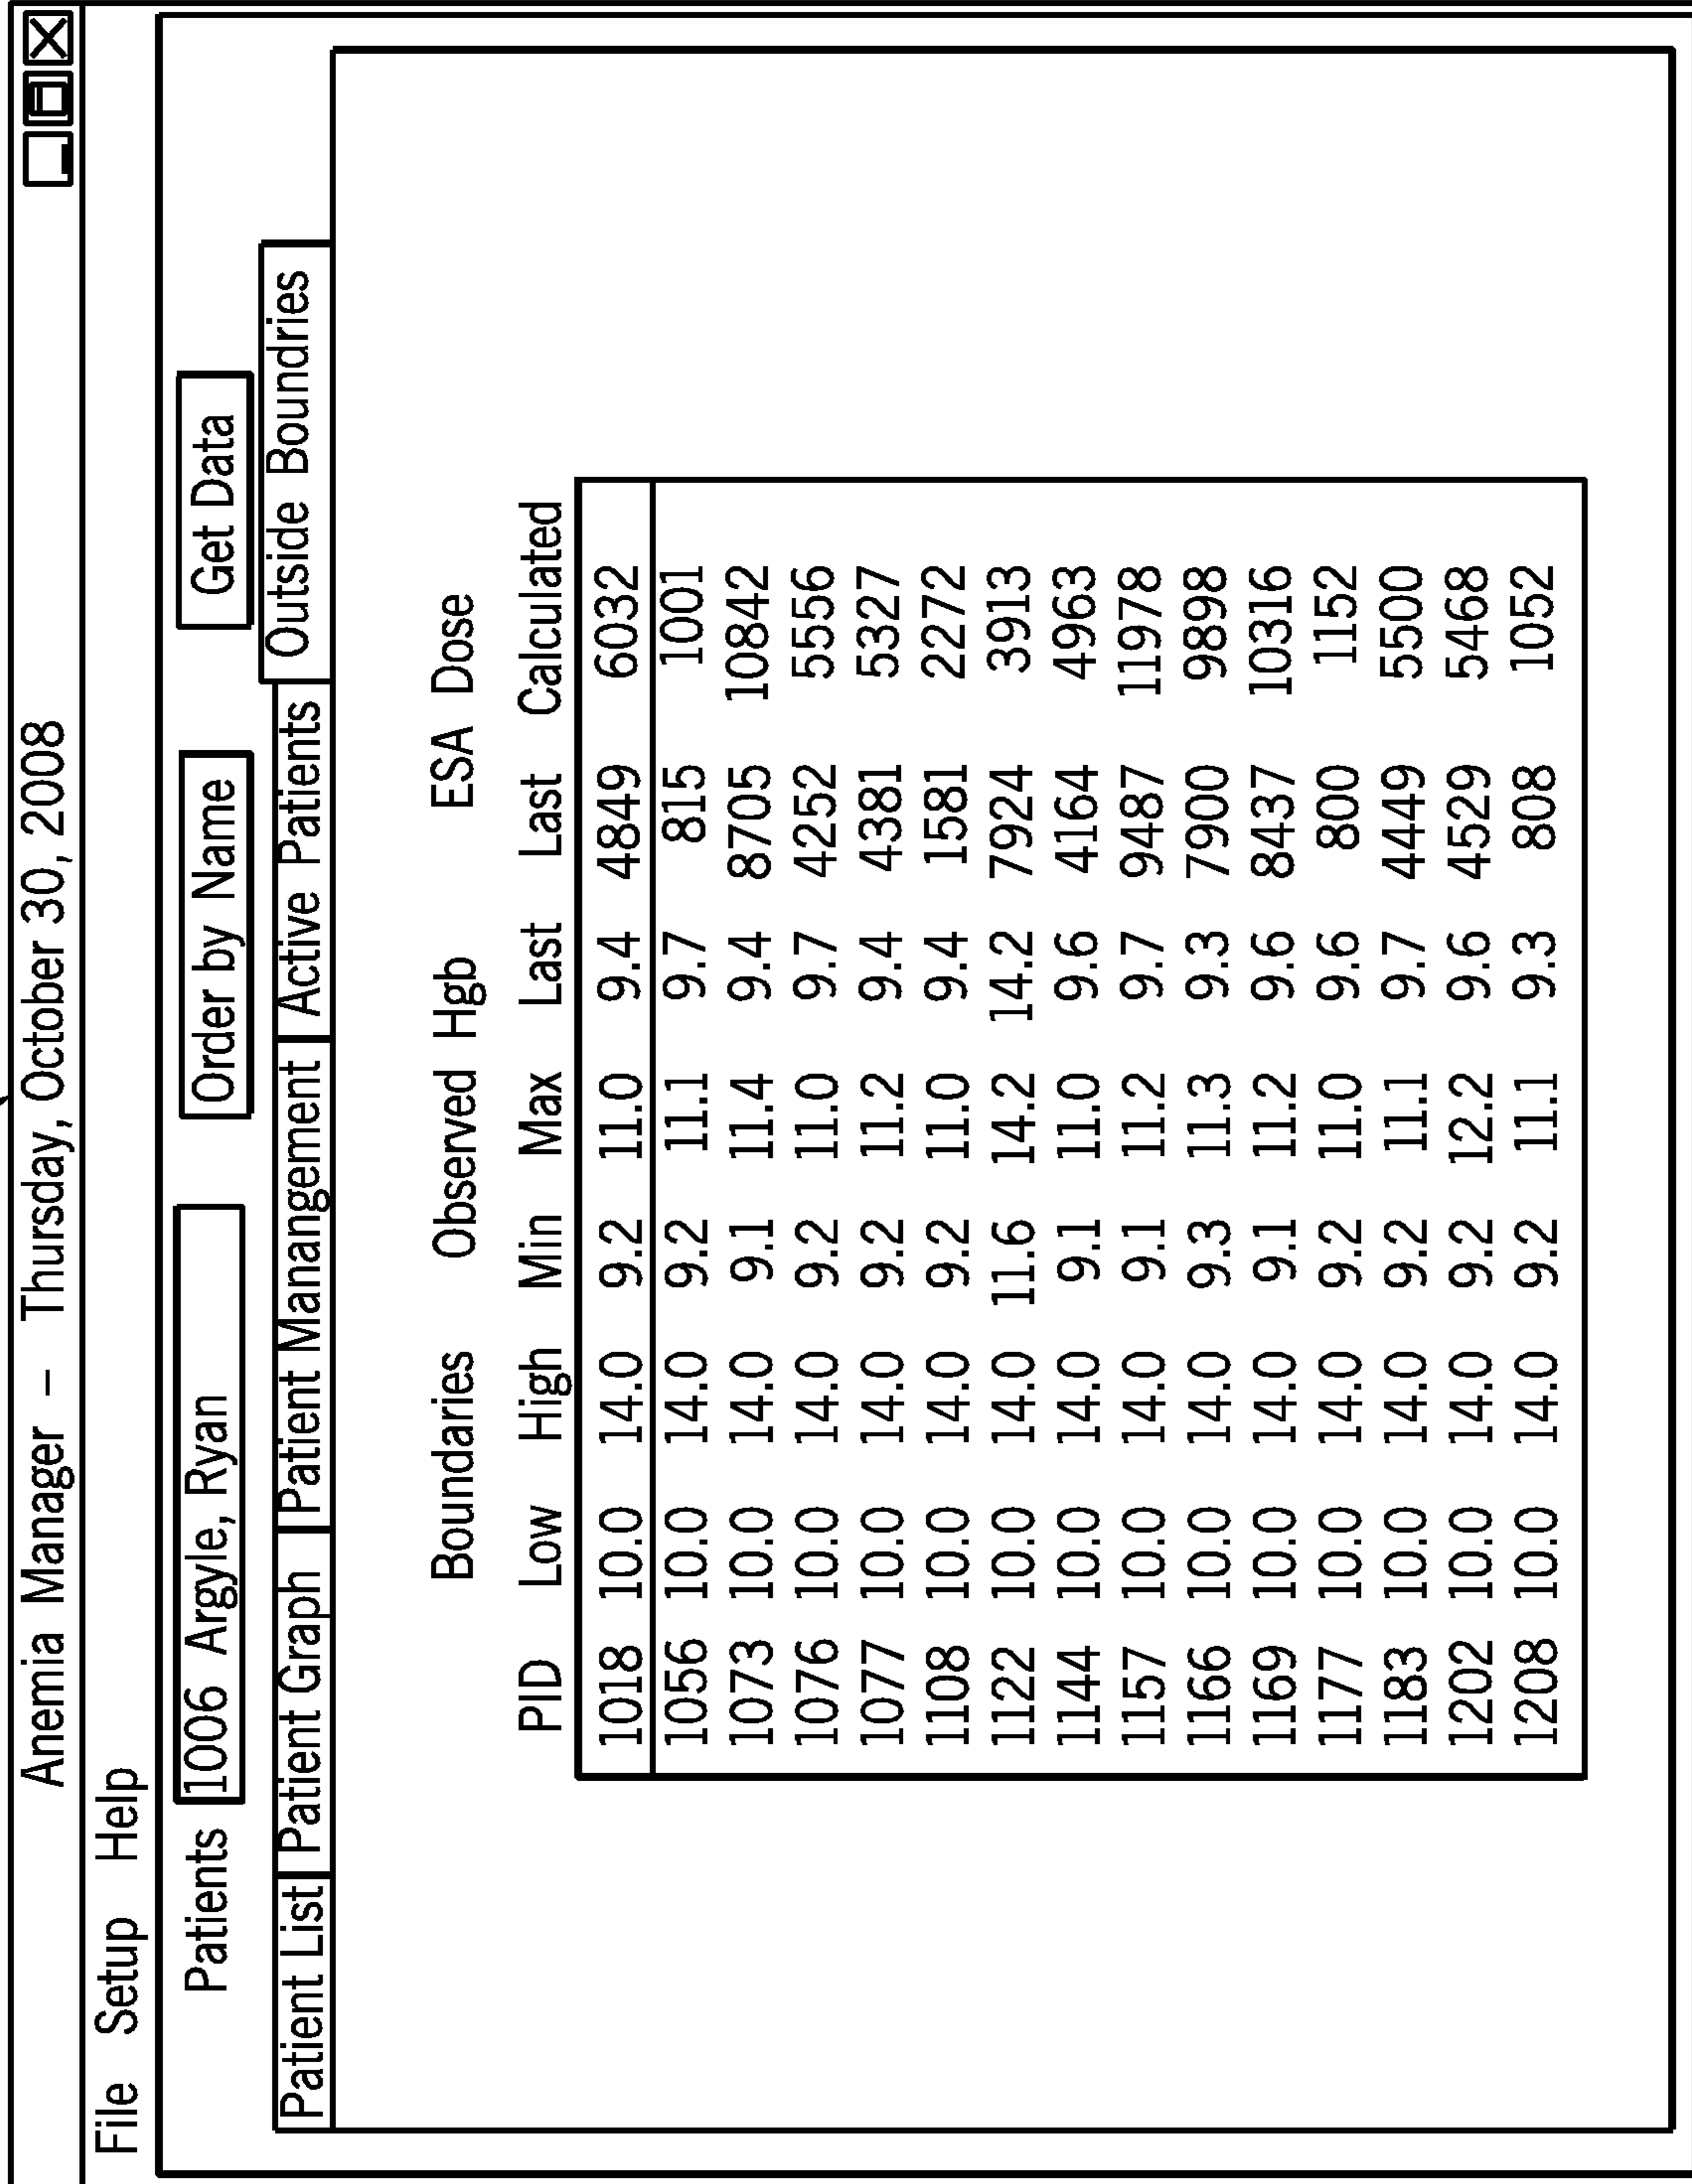 Anemia Manager – Thursday, October 30, 2008
File Setup Help
Patients 1006 Argyle, Ryan Order by Name Get Data
Patient List Patient Graph Patient Manangement Active Patients Outside Boundries
Boundaries Observed Hgb ESA Dose
PID Low High Min Max Last Last Calculated
1018 10.0 14.0 9.2 11.0 9.4 4849 6032
1056 10.0 14.0 9.2 11.1 9.7 815 1001
1073 10.0 14.0 9.1 11.4 9.4 8705 10842
1076 10.0 14.0 9.2 11.0 9.7 4252 5556
1077 10.0 14.0 9.2 11.2 9.4 4381 5327
1108 10.0 14.0 9.2 11.0 9.4 1581 2272
1122 10.0 14.0 11.6 14.2 14.2 7924 3913
1144 10.0 14.0 9.1 11.0 9.6 4164 4963
1157 10.0 14.0 9.1 11.2 9.7 9487 11978
1166 10.0 14.0 9.3 11.3 9.3 7900 9898
1169 10.0 14.0 9.1 11.2 9.6 8437 10316
1177 10.0 14.0 9.2 11.0 9.6 800 1152
1183 10.0 14.0 9.2 11.1 9.7 4449 5500
1202 10.0 14.0 9.2 12.2 9.6 4529 5468
1208 10.0 14.0 9.2 11.1 9.3 808 1052